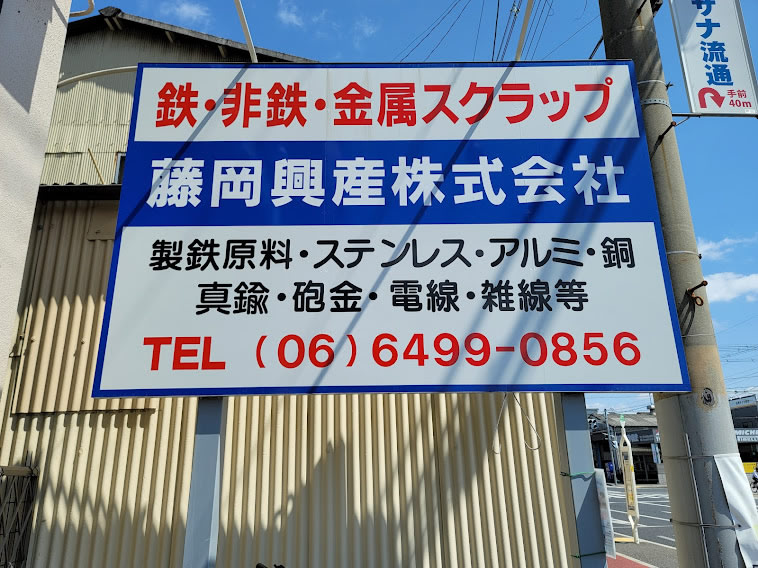 鉄・非鉄・金属スクラップ
藤岡興産株式会社
製鉄原料・ステンレス・アルミ・銅
真鍮・砲金・電線・雑線等
TEL (06)6499-0856
サナ流通
手前
40m